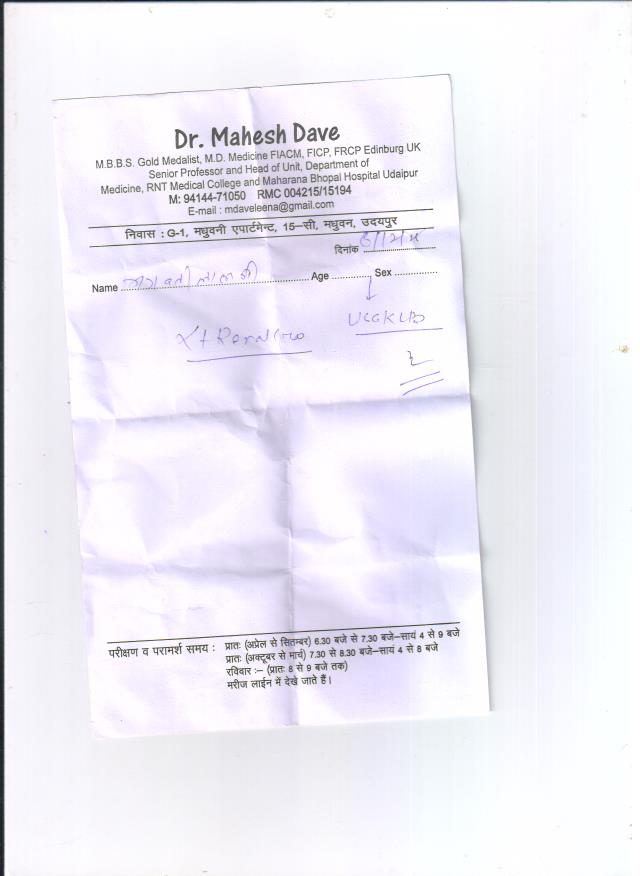 Dr. Mahesh Dave
M.B.B.S. Gold Medalist, M.D. Medicine FIACM, FICP, FRCP Edinburg UK
Senior Professor and Head of Unit, Department of
Medicine, RNT Medical College and Maharana Bhopal Hospital Udaipur
M: 94144-71050 RMC 004215/15194
E-mail : mdaveleena@gmail.com
निवास : G-1, मधुवनी एपार्टमेन्ट, 15-सी, मधुवन, उदयपुर
दिनांक
Name Age Sex
परीक्षण व परामर्श समय : प्रातः (अप्रेल से सितम्बर) 6.30 बजे से 7.30 बजे-सायं 4 से 9 बजे
प्रातः (अक्टूबर से मार्च) 7.30 से 8.30 बजे-सायं 4 से 8 बजे
रविवार :- (प्रातः 8 से 9 बजे तक)
मरीज लाईन में देखे जाते हैं।